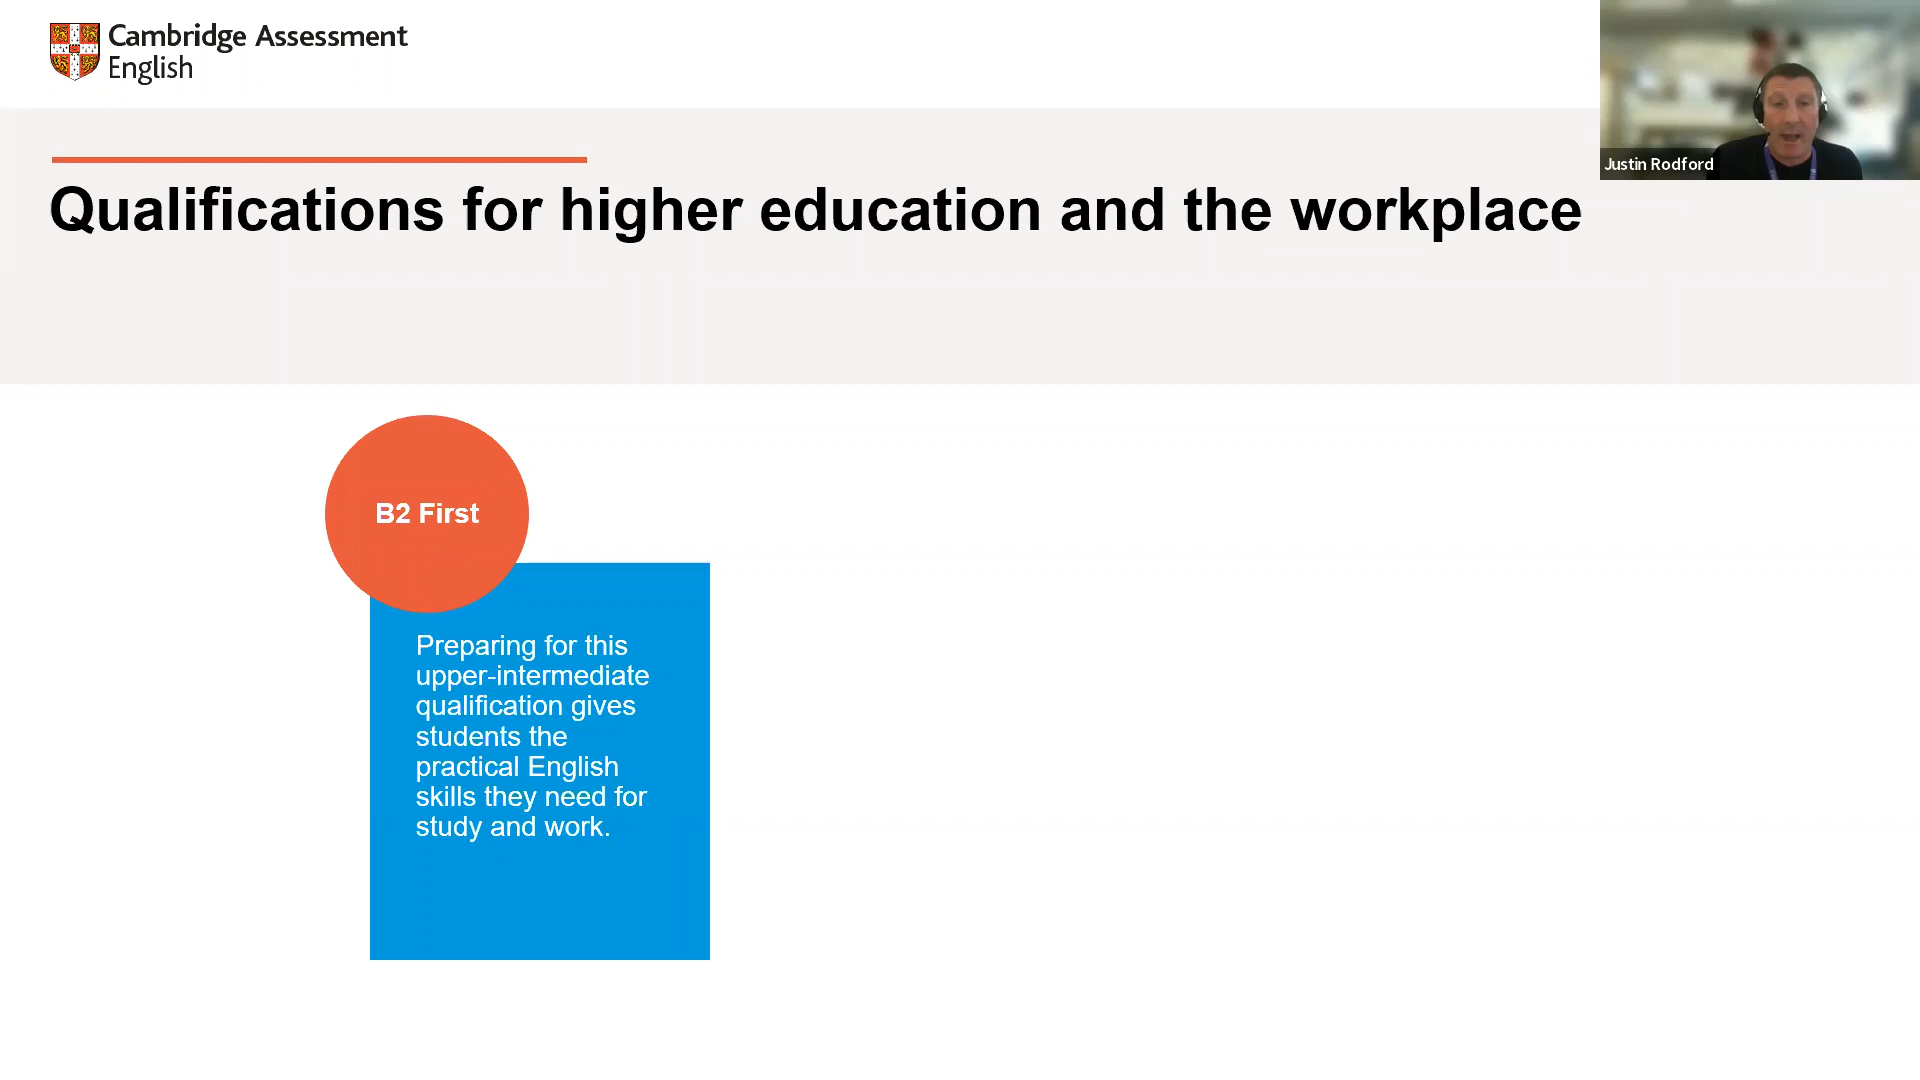 Cambridge Assessment
English
Justin Rodford
Qualifications for higher education and the workplace
B2 First
Preparing for this
upper-intermediate
qualification gives
students the
practical English
skills they need for
study and work.